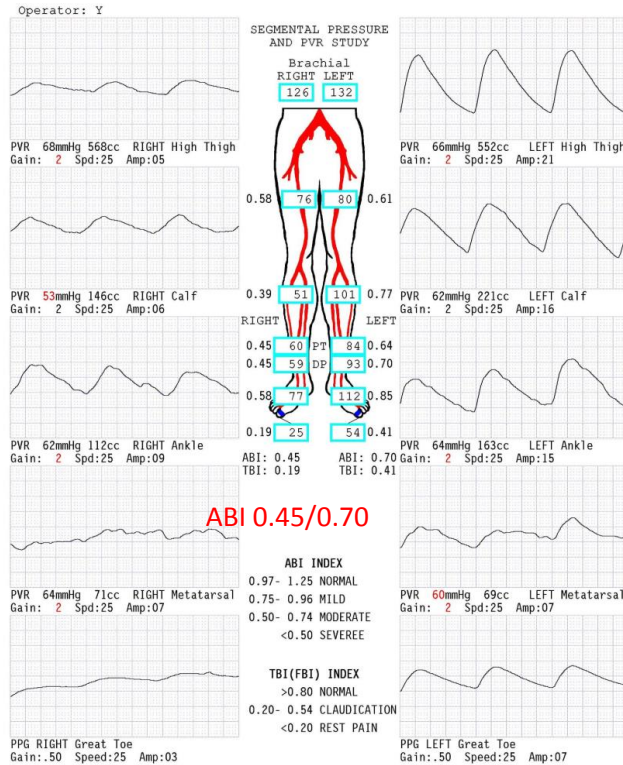 Operator: Y
SEGMENTAL PRESSURE
AND PVR STUDY
Brachial
RIGHT LEFT
126 132
PVR 68mmHg 568cc RIGHT High Thigh
Gain: 2 Spd:25 Amp:05
PVR 66mmHg 552cc LEFT High Thigh
Gain: 2 Spd:25 Amp:21
0.58 76 80 0.61
PVR 53mmHg 146cc RIGHT Calf
Gain: 2 Spd:25 Amp:06
0.39 51 101 0.77
PVR 62mmHg 221cc LEFT Calf
Gain: 2 Spd:25 Amp:16
RIGHT LEFT
0.45 60 PT 84 0.64
0.45 59 DP 93 0.70
0.58 77 112 0.85
0.19 25 54 0.41
PVR 62mmHg 112cc RIGHT Ankle
Gain: 2 Spd:25 Amp:09
ABI: 0.45 ABI: 0.70
TBI: 0.19 TBI: 0.41
PVR 64mmHg 163cc LEFT Ankle
Gain: 2 Spd:25 Amp:15
ABI 0.45/0.70
ABI INDEX
0.97- 1.25 NORMAL
0.75- 0.96 MILD
0.50- 0.74 MODERATE
<0.50 SEVEREE
PVR 64mmHg 71cc RIGHT Metatarsal
Gain: 2 Spd:25 Amp:07
PVR 60mmHg 69cc LEFT Metatarsal
Gain: 2 Spd:25 Amp:07
TBI(FBI) INDEX
>0.80 NORMAL
0.20- 0.54 CLAUDICATION
<0.20 REST PAIN
PPG RIGHT Great Toe
Gain:.50 Speed:25 Amp:03
PPG LEFT Great Toe
Gain:.50 Speed:25 Amp:07